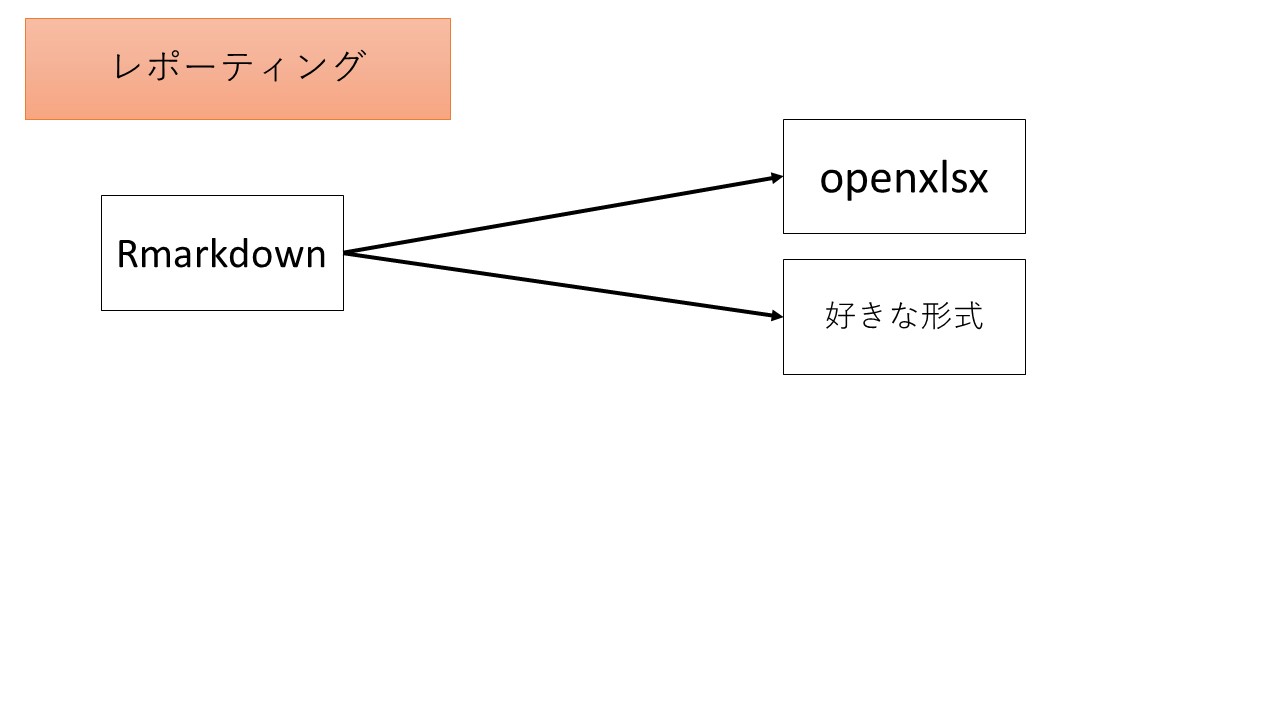 レポーティング
Rmarkdown
openxlsx
好きな形式